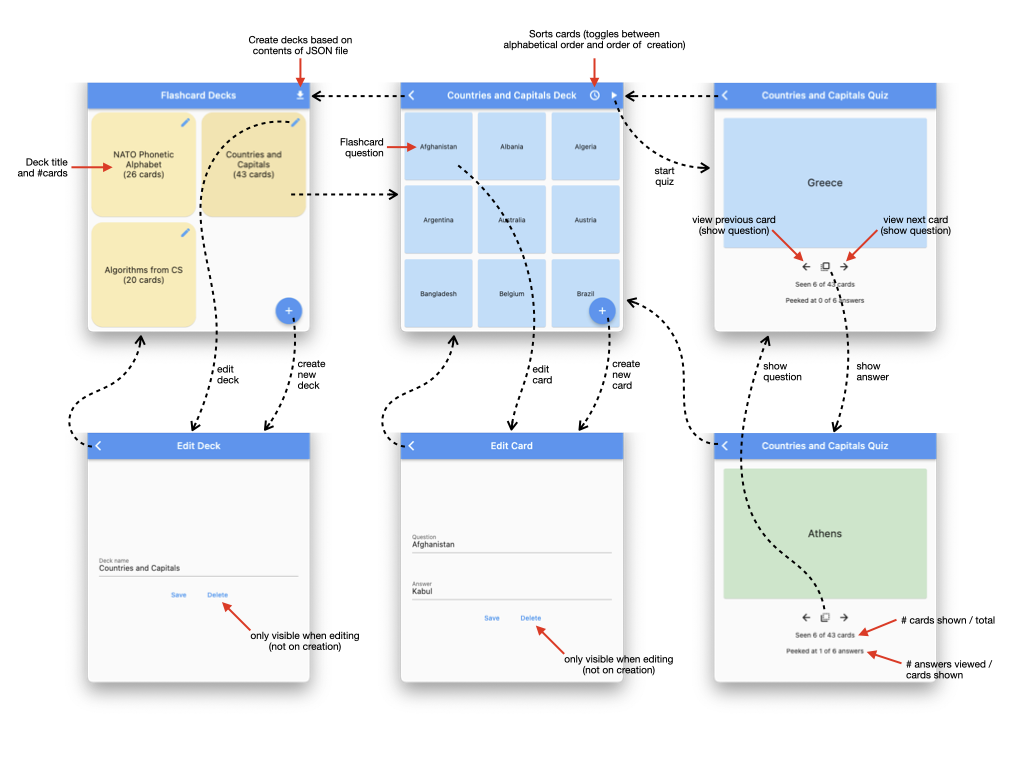 Create decks based on
contents of JSON file
Sorts cards (toggles between
alphabetical order and order of creation)
Flashcard Decks
Countries and Capitals Deck
Countries and Capitals Quiz
Deck title
and #cards
NATO Phonetic
Alphabet
(26 cards)
Countries and
Capitals
(43 cards)
Algorithms from CS
(20 cards)
+
Flashcard
question
Afghanistan
Albania
Algeria
Argentina
Australia
Austria
Bangladesh
Belgium
Brazil
+
start
quiz
Greece
view previous card
(show question)
view next card
(show question)
Seen 6 of 43 cards
Peeked at 0 of 6 answers
edit
deck
create
new
deck
edit
card
create
new
card
show
question
show
answer
Edit Deck
Deck name
Countries and Capitals
Save
Delete
only visible when editing
(not on creation)
Edit Card
Question
Afghanistan
Answer
Kabul
Save
Delete
only visible when editing
(not on creation)
Countries and Capitals Quiz
Athens
Seen 6 of 43 cards
Peeked at 1 of 6 answers
# cards shown / total
# answers viewed /
cards shown